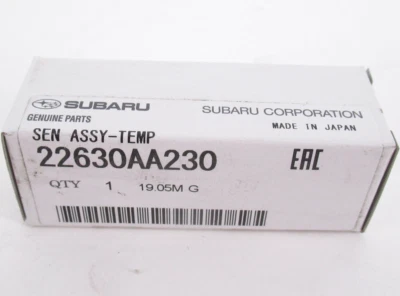 SUBARU
GENUINE PARTS
SUBARU CORPORATION
MADE IN JAPAN
SEN ASSY-TEMP
22630AA230
EAC
QTY 1 19.05M G